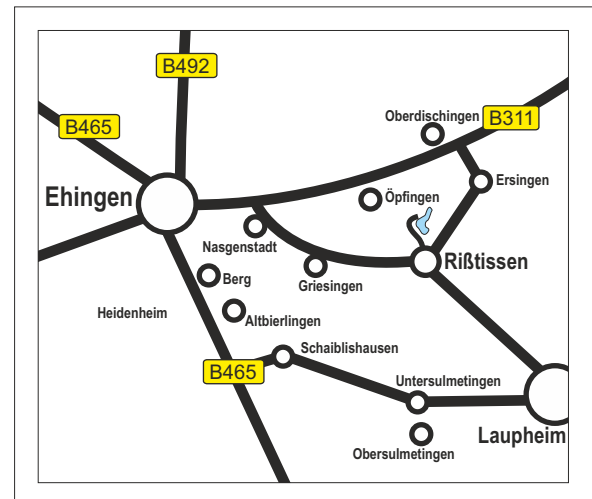 B492
B465
Oberdischingen
B311
Ersingen
Ehingen
Öpfingen
Nasgenstadt
Rißtissen
Berg
Griesingen
Heidenheim
Altbierlingen
Schaiblishausen
B465
Untersulmetingen
Laupheim
Obersulmetingen